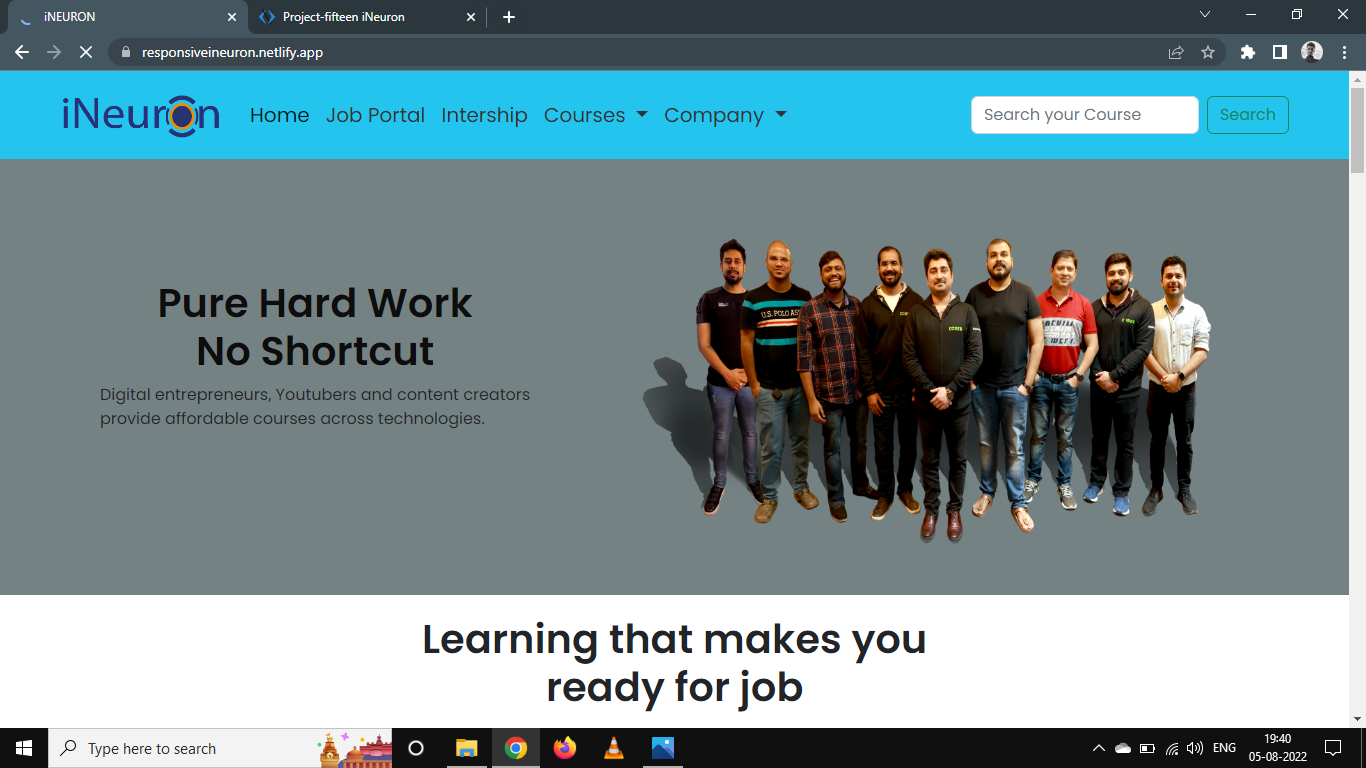 iNEURON
Project-fifteen iNeuron
responsiveineuron.netlify.app
iNeuron
Home
Job Portal
Intership
Courses
Company
Search your Course
Search
Pure Hard Work
No Shortcut
Digital entrepreneurs, Youtubers and content creators
provide affordable courses across technologies.
U.S. POLO AS
Learning that makes you
ready for job
Type here to search
ENG
19:40
05-08-2022